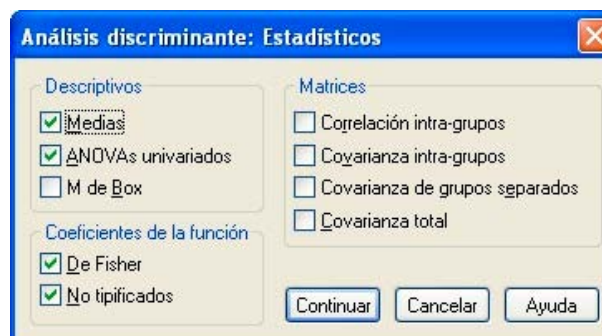 Análisis discriminante: Estadísticos
Descriptivos
Medias
ANOVAs univariados
M de Box
Coeficientes de la función
De Fisher
No tipificados
Matrices
Correlación intra-grupos
Covarianza intra-grupos
Covarianza de grupos separados
Covarianza total
Continuar
Cancelar
Ayuda